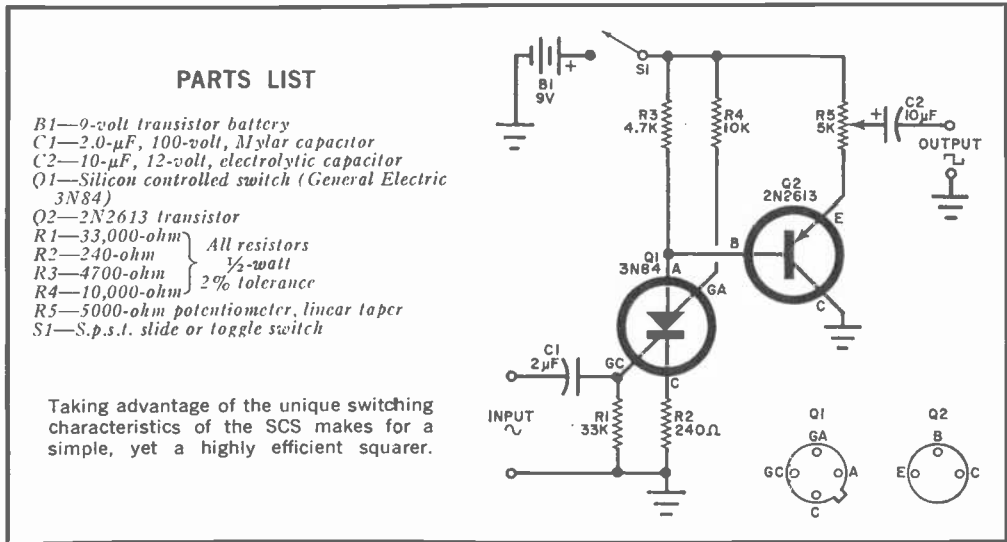 PARTS LIST
B1—9-volt transistor battery
C1—2.0-µF, 100-volt, Mylar capacitor
C2—10-µF, 12-volt, electrolytic capacitor
Q1—Silicon controlled switch (General Electric
3N84)
Q2—2N2613 transistor
R1—33,000-ohm
R2—240-ohm
R3—4700-ohm
R4—10,000-ohm
All resistors
½-watt
2% tolerance
R5—5000-ohm potentiometer, linear taper
S1—S.p.s.t. slide or toggle switch
Taking advantage of the unique switching
characteristics of the SCS makes for a
simple, yet a highly efficient squarer.
+
B1
9V
S1
R3
4.7K
R4
10K
R5
5K
+
C2
10µF
OUTPUT
Q2
2N2613
E
B
C
Q1
3N84
A
GA
GC
C
C1
2µF
INPUT
R1
33K
R2
240Ω
Q1
GA
GC
A
C
Q2
B
E
C